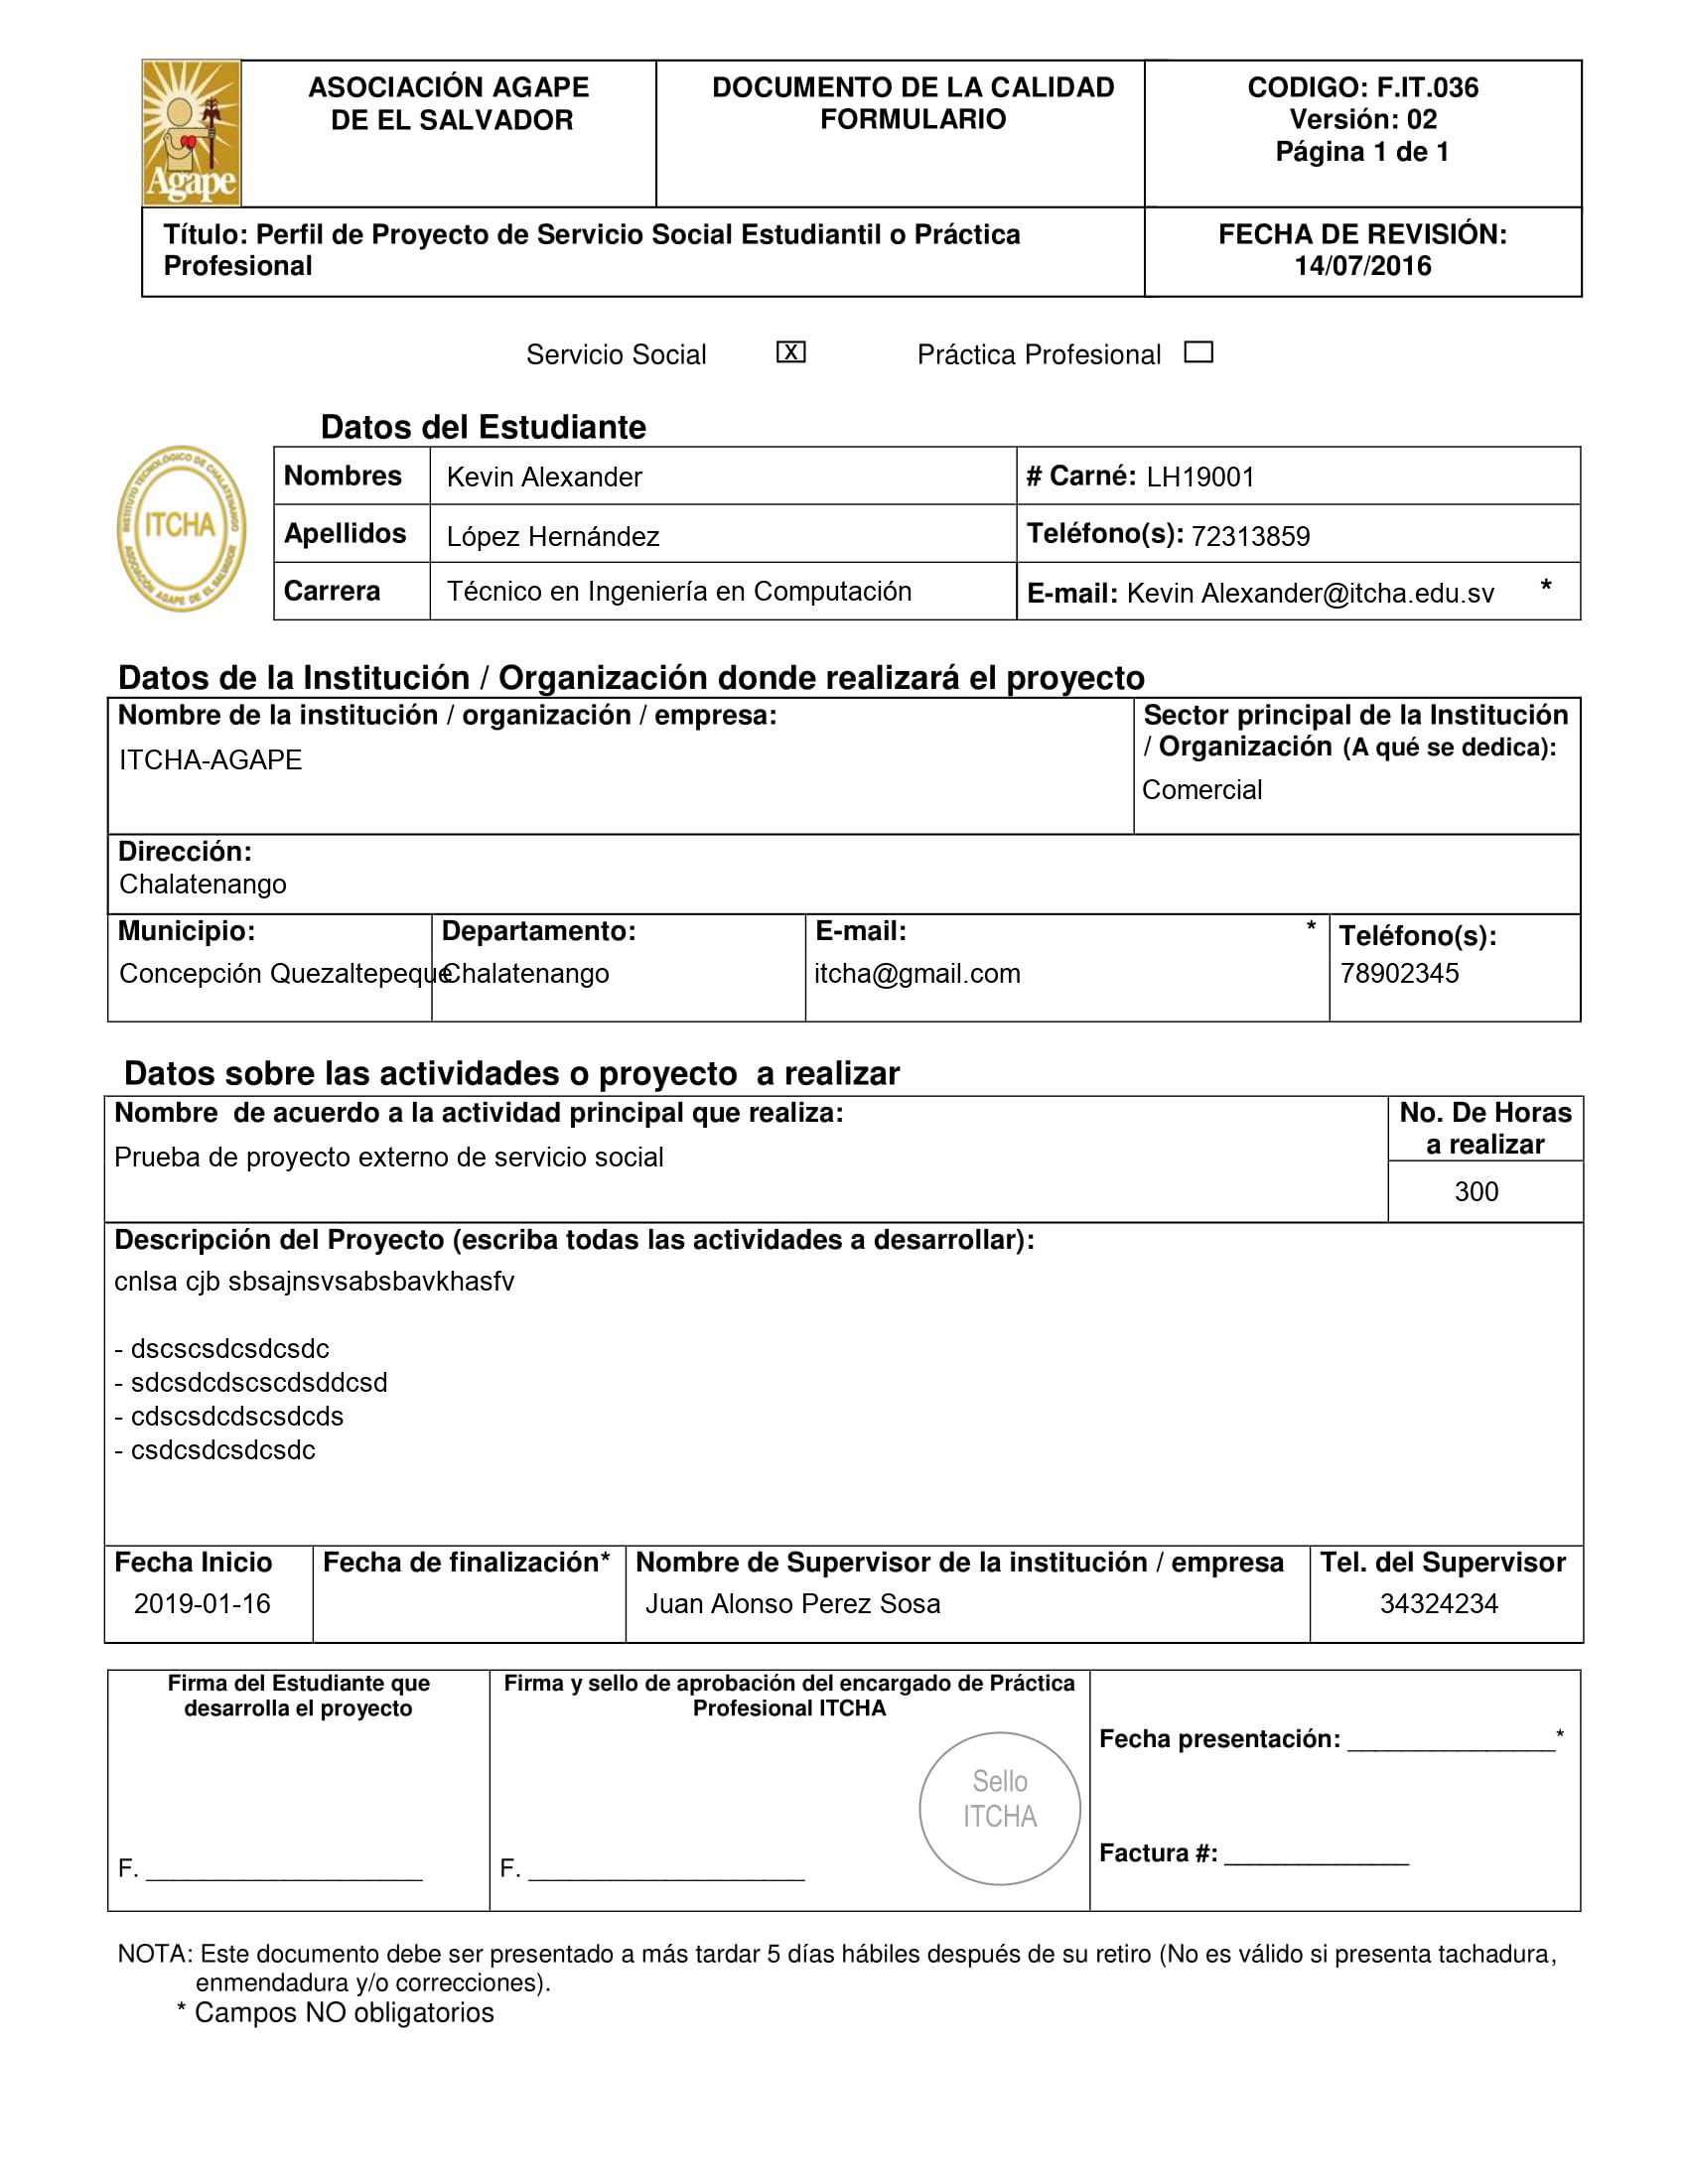 Agape
ASOCIACIÓN AGAPE
DE EL SALVADOR
DOCUMENTO DE LA CALIDAD
FORMULARIO
CODIGO: F.IT.036
Versión: 02
Página 1 de 1
Título: Perfil de Proyecto de Servicio Social Estudiantil o Práctica
Profesional
FECHA DE REVISIÓN:
14/07/2016
Servicio Social X Práctica Profesional
Datos del Estudiante
INSTITUTO TECNOLÓGICO DE CHALATENANGO
ITCHA
ASOCIACIÓN AGAPE DE EL SALVADOR
Nombres Kevin Alexander # Carné: LH19001
Apellidos López Hernández Teléfono(s): 72313859
Carrera Técnico en Ingeniería en Computación E-mail: Kevin Alexander@itcha.edu.sv *
Datos de la Institución / Organización donde realizará el proyecto
Nombre de la institución / organización / empresa:
ITCHA-AGAPE
Sector principal de la Institución
/ Organización (A qué se dedica):
Comercial
Dirección:
Chalatenango
Municipio: Departamento: E-mail: * Teléfono(s):
Concepción Quezaltepeque Chalatenango itcha@gmail.com 78902345
Datos sobre las actividades o proyecto  a realizar
Nombre  de acuerdo a la actividad principal que realiza:
Prueba de proyecto externo de servicio social
No. De Horas
a realizar
300
Descripción del Proyecto (escriba todas las actividades a desarrollar):
cnlsa cjb sbsajnsvsabsbavkhasfv
- dscscsdcsdcsdc
- sdcsdcdscscdsddcsd
- cdscsdcdscsdcds
- csdcsdcsdcsdc
Fecha Inicio Fecha de finalización* Nombre de Supervisor de la institución / empresa Tel. del Supervisor
2019-01-16 Juan Alonso Perez Sosa 34324234
Firma del Estudiante que
desarrolla el proyecto
F. ____________________
Firma y sello de aprobación del encargado de Práctica
Profesional ITCHA
Sello
ITCHA
F. ____________________
Fecha presentación: _______________*
Factura #: ______________
NOTA: Este documento debe ser presentado a más tardar 5 días hábiles después de su retiro (No es válido si presenta tachadura,
enmendadura y/o correcciones).
* Campos NO obligatorios